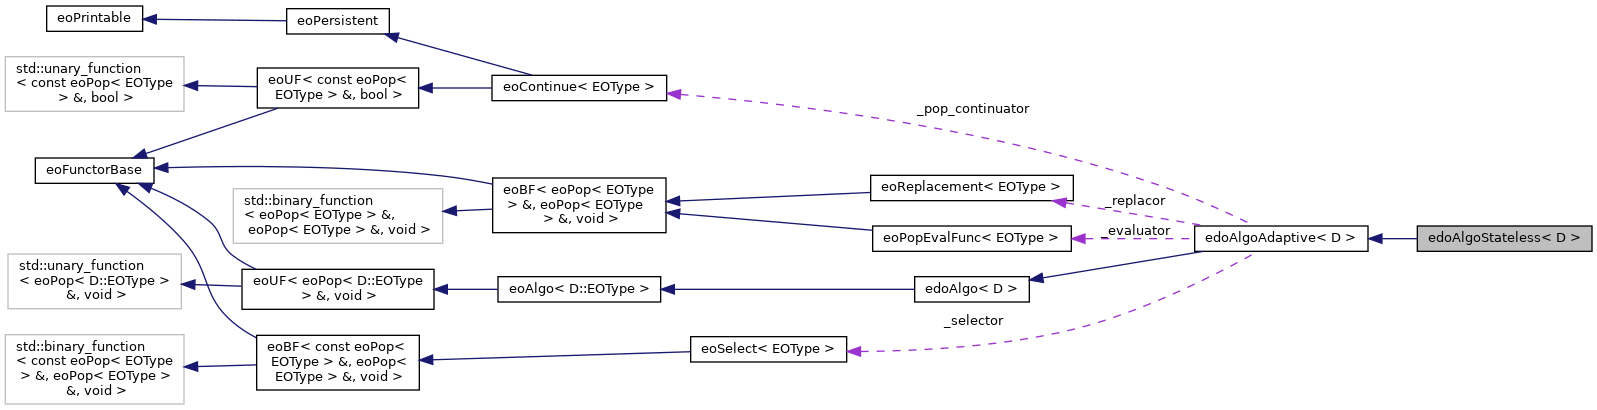 eoPrintable
eoPersistent
std::unary_function
< const eoPop< EOType
> &, bool >
eoUF< const eoPop<
EOType > &, bool >
eoContinue< EOType >
_pop_continuator
eoFunctorBase
std::binary_function
< eoPop< EOType > &,
eoPop< EOType > &, void >
eoBF< eoPop< EOType
> &, eoPop< EOType
> &, void >
eoReplacement< EOType >
_replacor
eoPopEvalFunc< EOType >
_evaluator
edoAlgoAdaptive< D >
edoAlgoStateless< D >
std::unary_function
< eoPop< D::EOType >
&, void >
eoUF< eoPop< D::EOType
> &, void >
eoAlgo< D::EOType >
edoAlgo< D >
_selector
std::binary_function
< const eoPop< EOType
> &, eoPop< EOType >
&, void >
eoBF< const eoPop<
EOType > &, eoPop<
EOType > &, void >
eoSelect< EOType >